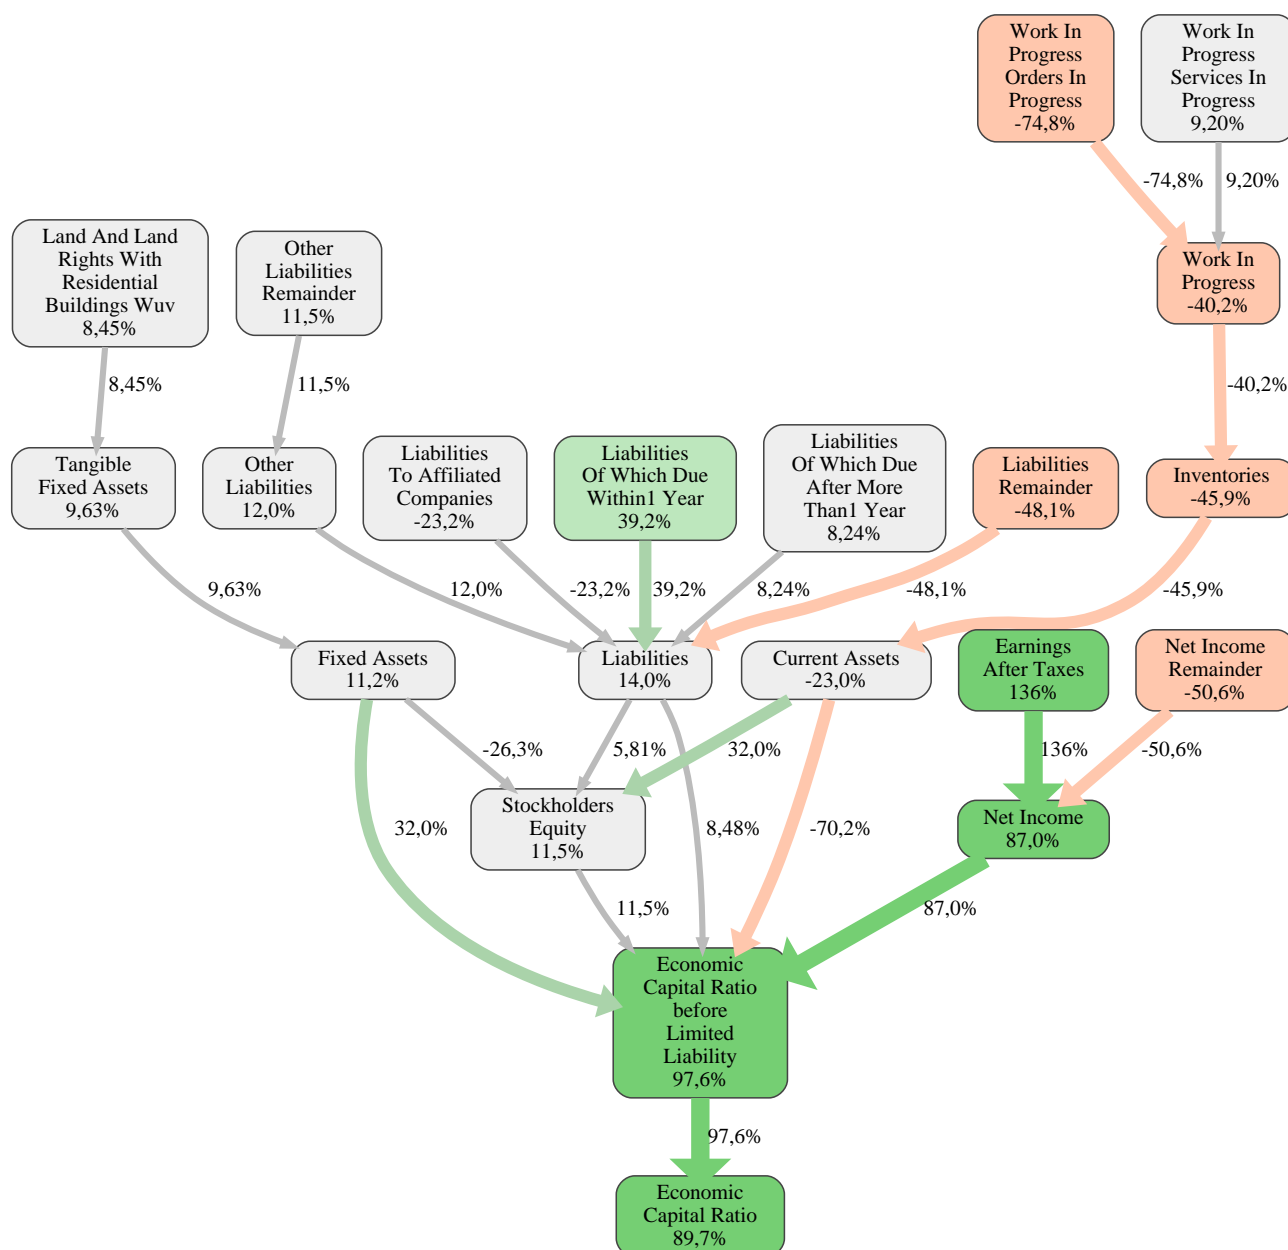 Work In
Progress
Orders In
Progress
-74,8%
Work In
Progress
Services In
Progress
9,20%
-74,8%
9,20%
Land And Land
Rights With
Residential
Buildings Wuv
8,45%
Other
Liabilities
Remainder
11,5%
Work In
Progress
-40,2%
8,45%
11,5%
-40,2%
Tangible
Fixed Assets
9,63%
Other
Liabilities
12,0%
Liabilities
To Affiliated
Companies
-23,2%
Liabilities
Of Which Due
Within1 Year
39,2%
Liabilities
Of Which Due
After More
Than1 Year
8,24%
Liabilities
Remainder
-48,1%
Inventories
-45,9%
9,63%
12,0%
-23,2%
39,2%
8,24%
-48,1%
-45,9%
Fixed Assets
11,2%
Liabilities
14,0%
Current Assets
-23,0%
Earnings
After Taxes
136%
Net Income
Remainder
-50,6%
-26,3%
5,81%
32,0%
136%
-50,6%
Stockholders
Equity
11,5%
Net Income
87,0%
32,0%
8,48%
-70,2%
11,5%
87,0%
Economic
Capital Ratio
before
Limited
Liability
97,6%
97,6%
Economic
Capital Ratio
89,7%